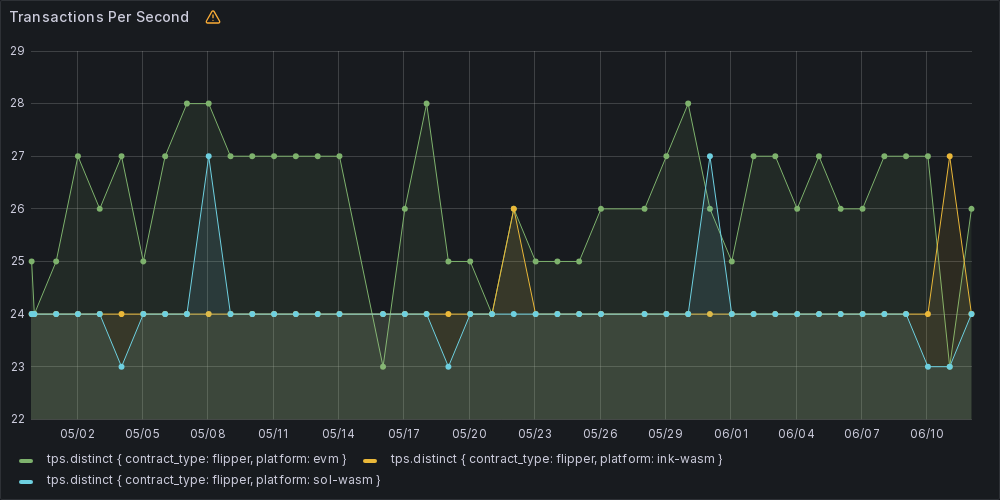 Transactions Per Second
29
28
27
26
25
24
23
22
05/02 05/05 05/08 05/11 05/14 05/17 05/20 05/23 05/26 05/29 06/01 06/04 06/07 06/10
tps.distinct { contract_type: flipper, platform: evm } tps.distinct { contract_type: flipper, platform: ink-wasm }
tps.distinct { contract_type: flipper, platform: sol-wasm }